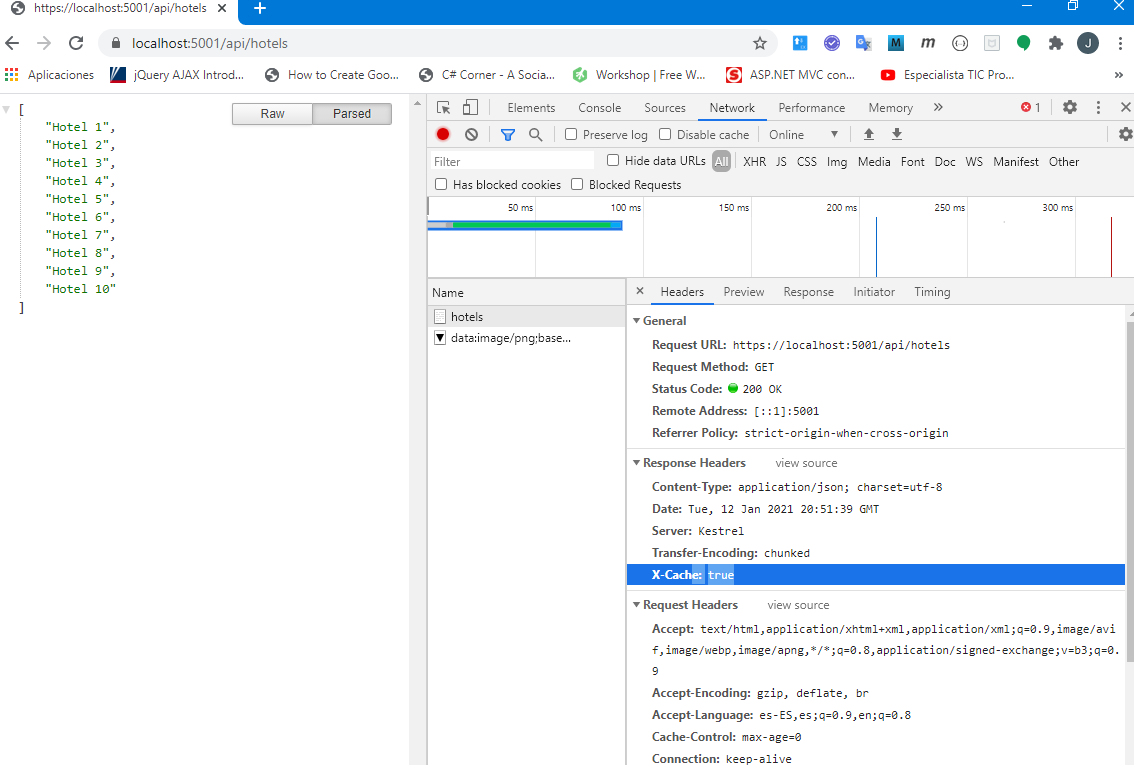 https://localhost:5001/api/hotels
localhost:5001/api/hotels
J
Aplicaciones
jQuery AJAX Introd...
How to Create Goo...
C# Corner - A Socia...
Workshop | Free W...
ASP.NET MVC con...
Especialista TIC Pro...
»
Raw Parsed
[
"Hotel 1",
"Hotel 2",
"Hotel 3",
"Hotel 4",
"Hotel 5",
"Hotel 6",
"Hotel 7",
"Hotel 8",
"Hotel 9",
"Hotel 10"
]
Elements Console Sources Network Performance Memory » 1
Preserve log Disable cache Online
Filter Hide data URLs All XHR JS CSS Img Media Font Doc WS Manifest Other
Has blocked cookies Blocked Requests
50 ms 100 ms 150 ms 200 ms 250 ms 300 ms
Name
hotels
data:image/png;base...
Headers Preview Response Initiator Timing
General
Request URL: https://localhost:5001/api/hotels
Request Method: GET
Status Code: 200 OK
Remote Address: [::1]:5001
Referrer Policy: strict-origin-when-cross-origin
Response Headers view source
Content-Type: application/json; charset=utf-8
Date: Tue, 12 Jan 2021 20:51:39 GMT
Server: Kestrel
Transfer-Encoding: chunked
X-Cache: true
Request Headers view source
Accept: text/html,application/xhtml+xml,application/xml;q=0.9,image/avi
f,image/webp,image/apng,*/*;q=0.8,application/signed-exchange;v=b3;q=0.
9
Accept-Encoding: gzip, deflate, br
Accept-Language: es-ES,es;q=0.9,en;q=0.8
Cache-Control: max-age=0
Connection: keep-alive